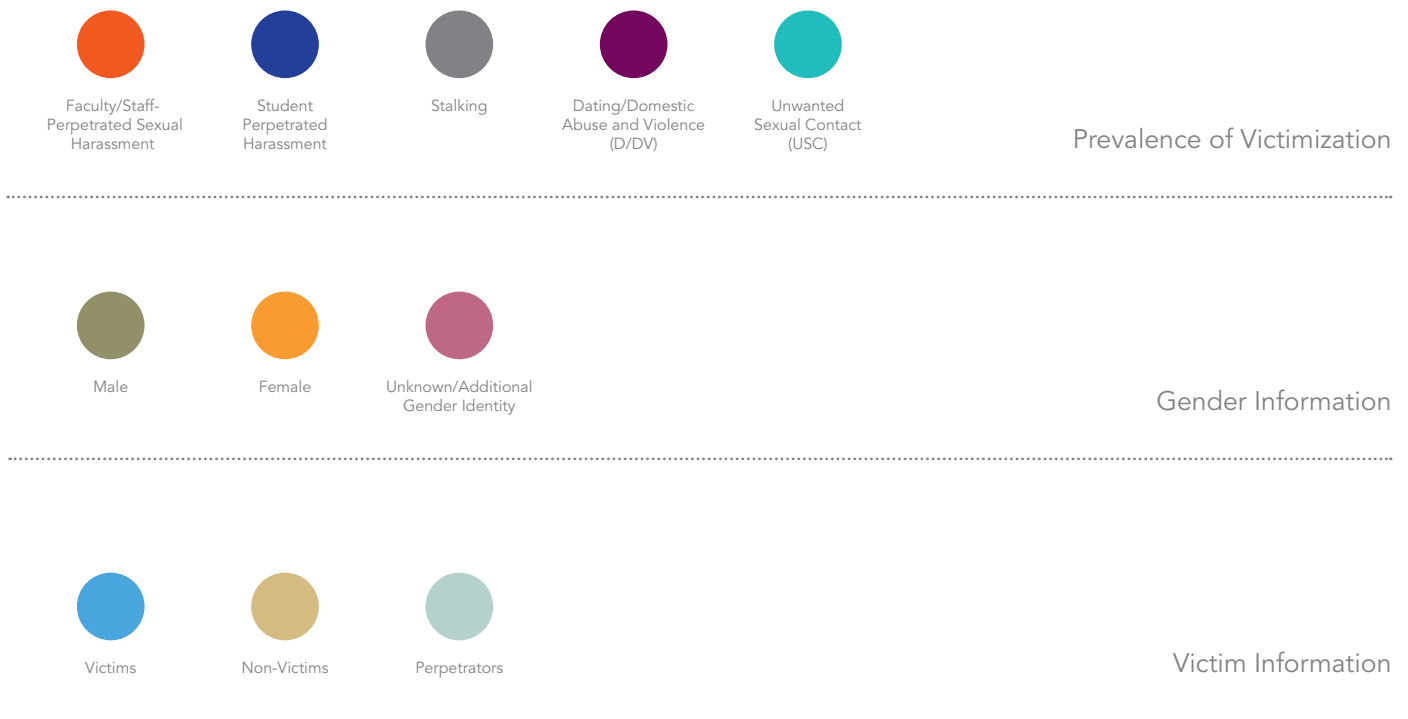 Faculty/Staff-
Perpetrated Sexual
Harassment
Student
Perpetrated
Harassment
Stalking
Dating/Domestic
Abuse and Violence
(D/DV)
Unwanted
Sexual Contact
(USC)
Prevalence of Victimization
Male
Female
Unknown/Additional
Gender Identity
Gender Information
Victims
Non-Victims
Perpetrators
Victim Information